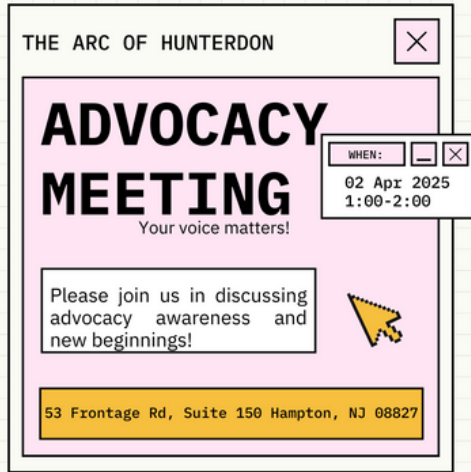 THE ARC OF HUNTERDON
ADVOCACY
MEETING
Your voice matters!
WHEN:
02 Apr 2025
1:00-2:00
Please join us in discussing
advocacy awareness and
new beginnings!
53 Frontage Rd, Suite 150 Hampton, NJ 08827